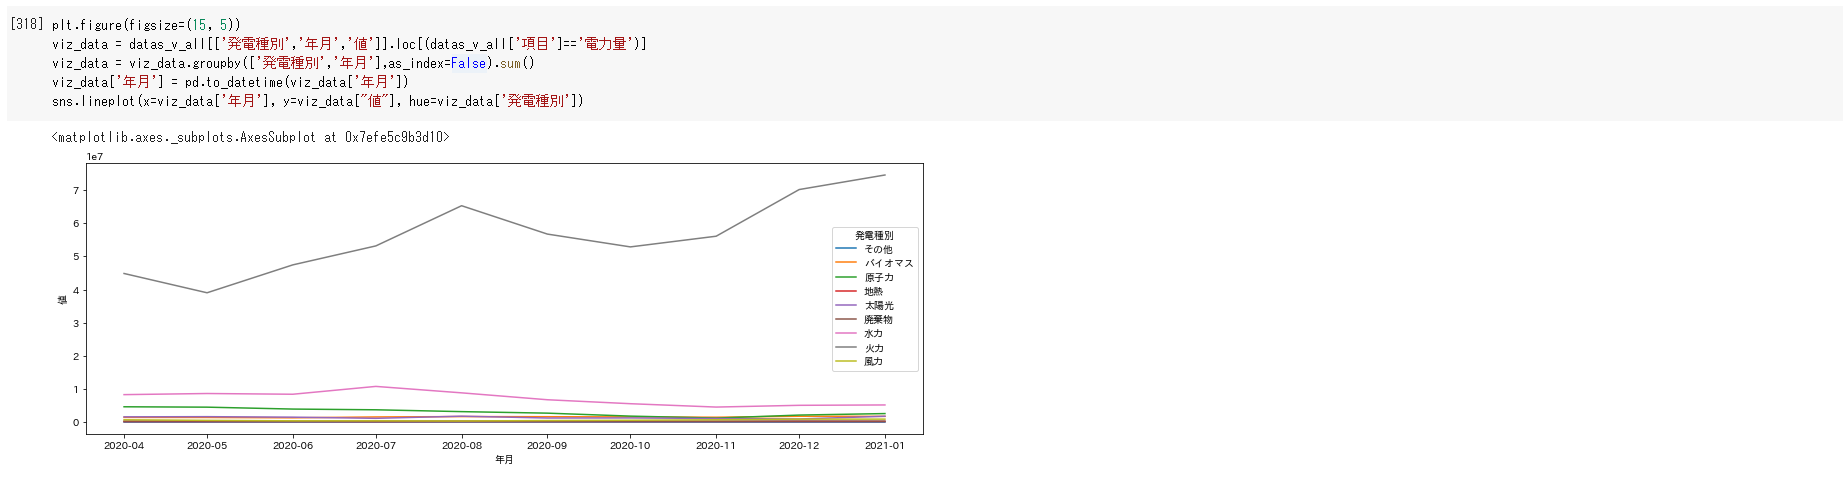 [318] plt.figure(figsize=(15, 5))
viz_data = datas_v_all[['発電種別','年月','値']].loc[(datas_v_all['項目']=='電力量')]
viz_data = viz_data.groupby(['発電種別','年月'],as_index=False).sum()
viz_data['年月'] = pd.to_datetime(viz_data['年月'])
sns.lineplot(x=viz_data['年月'], y=viz_data["値"], hue=viz_data['発電種別'])
<matplotlib.axes._subplots.AxesSubplot at 0x7efe5c9b3d10>
1e7
7
6
5
4
3
2
1
0
値
発電種別
その他
バイオマス
原子力
地熱
太陽光
廃棄物
水力
火力
風力
2020-04 2020-05 2020-06 2020-07 2020-08 2020-09 2020-10 2020-11 2020-12 2021-01
年月